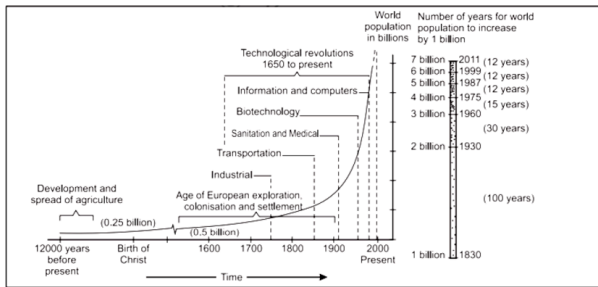 World
population
in billions
Number of years for world
population to increase
by 1 billion
Technological revolutions
1650 to present
Information and computers
Biotechnology
Sanitation and Medical
Transportation
Industrial
Development and
spread of agriculture
Age of European exploration,
colonisation and settlement
(0.25 billion)
(0.5 billion)
12000 years
before
present
Birth of
Christ
1600
1700
1800
1900
2000
Present
Time
7 billion 2011
(12 years)
6 billion 1999
(12 years)
5 billion 1987
(12 years)
4 billion 1975
(15 years)
3 billion 1960
(30 years)
2 billion 1930
(100 years)
1 billion 1830